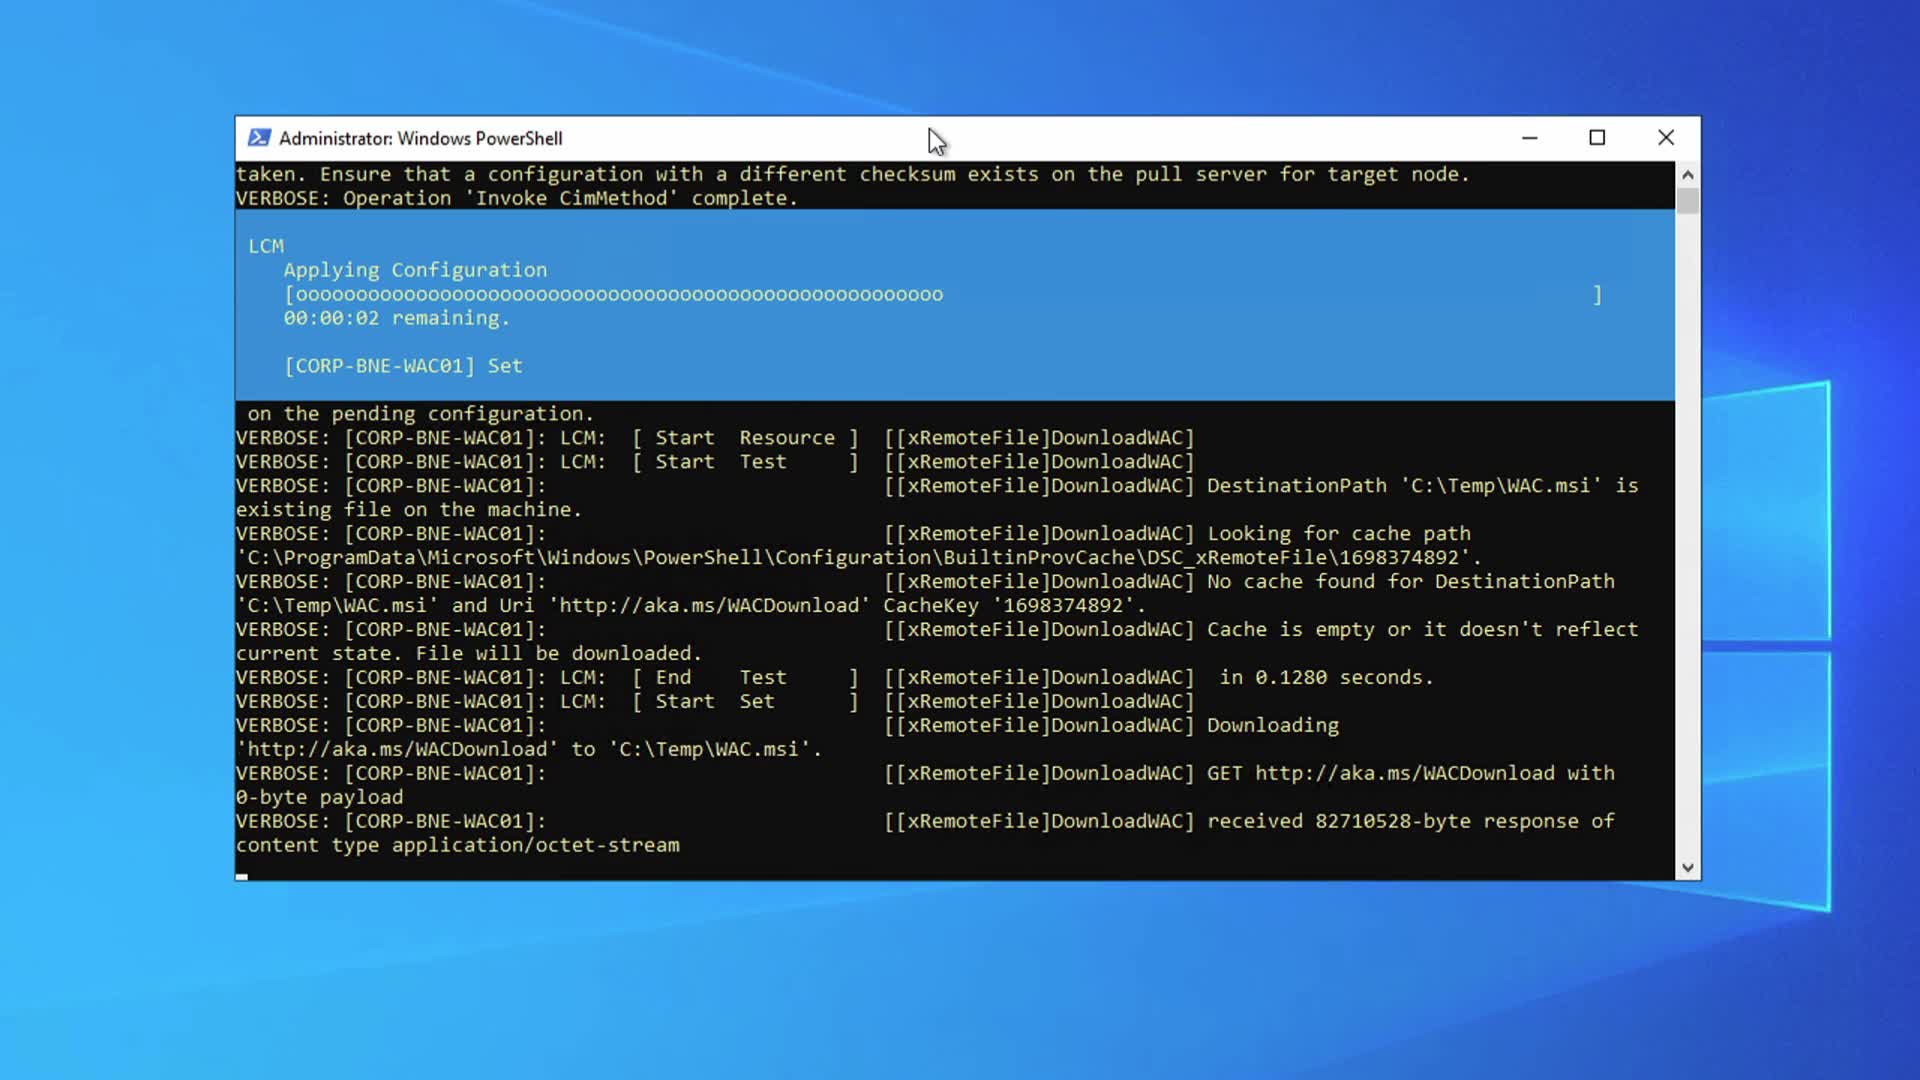 Administrator: Windows PowerShell
taken. Ensure that a configuration with a different checksum exists on the pull server for target node.
VERBOSE: Operation 'Invoke CimMethod' complete.
LCM
Applying Configuration
[oooooooooooooooooooooooooooooooooooooooooooooooooooooo ]
00:00:02 remaining.
[CORP-BNE-WAC01] Set
on the pending configuration.
VERBOSE: [CORP-BNE-WAC01]: LCM: [ Start Resource ] [[xRemoteFile]DownloadWAC]
VERBOSE: [CORP-BNE-WAC01]: LCM: [ Start Test ] [[xRemoteFile]DownloadWAC]
VERBOSE: [CORP-BNE-WAC01]: [[xRemoteFile]DownloadWAC] DestinationPath 'C:\Temp\WAC.msi' is
existing file on the machine.
VERBOSE: [CORP-BNE-WAC01]: [[xRemoteFile]DownloadWAC] Looking for cache path
'C:\ProgramData\Microsoft\Windows\PowerShell\Configuration\BuiltinProvCache\DSC_xRemoteFile\1698374892'.
VERBOSE: [CORP-BNE-WAC01]: [[xRemoteFile]DownloadWAC] No cache found for DestinationPath
'C:\Temp\WAC.msi' and Uri 'http://aka.ms/WACDownload' CacheKey '1698374892'.
VERBOSE: [CORP-BNE-WAC01]: [[xRemoteFile]DownloadWAC] Cache is empty or it doesn't reflect
current state. File will be downloaded.
VERBOSE: [CORP-BNE-WAC01]: LCM: [ End Test ] [[xRemoteFile]DownloadWAC] in 0.1280 seconds.
VERBOSE: [CORP-BNE-WAC01]: LCM: [ Start Set ] [[xRemoteFile]DownloadWAC]
VERBOSE: [CORP-BNE-WAC01]: [[xRemoteFile]DownloadWAC] Downloading
'http://aka.ms/WACDownload' to 'C:\Temp\WAC.msi'.
VERBOSE: [CORP-BNE-WAC01]: [[xRemoteFile]DownloadWAC] GET http://aka.ms/WACDownload with
0-byte payload
VERBOSE: [CORP-BNE-WAC01]: [[xRemoteFile]DownloadWAC] received 82710528-byte response of
content type application/octet-stream